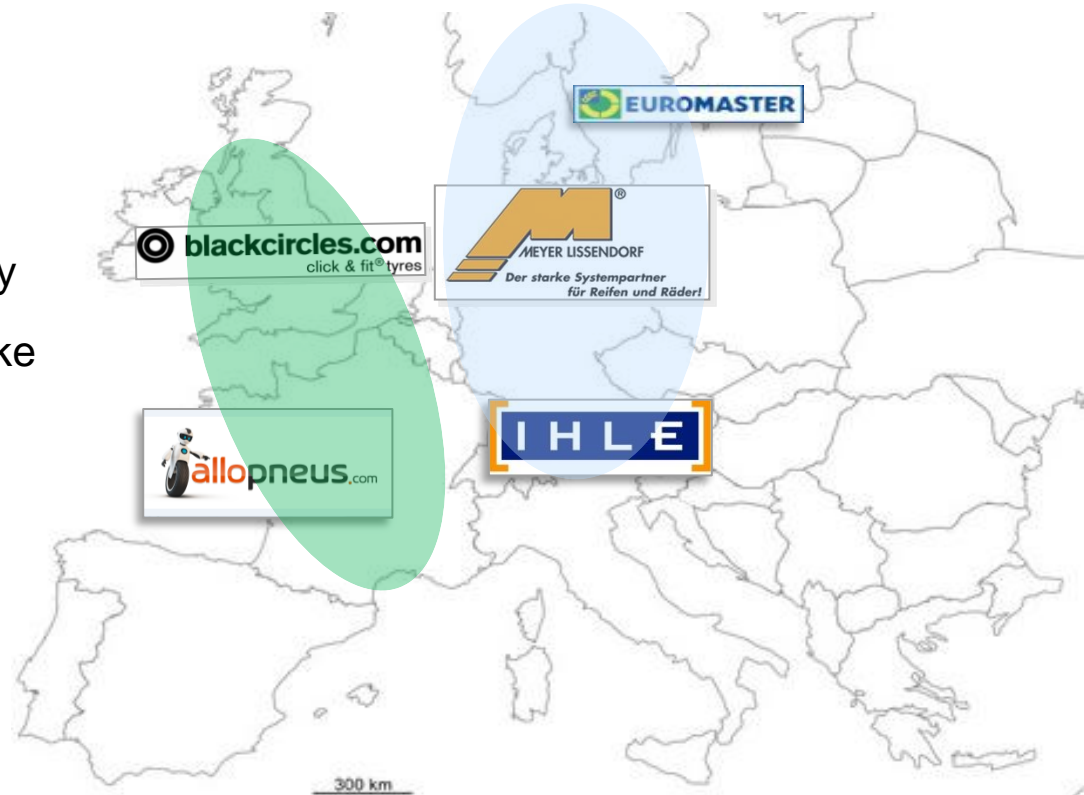 EUROMASTER
M®
MEYER LISSENDORF
Der starke Systempartner
für Reifen und Räder!
blackcircles.com
click & fit® tyres
y
ke
allopneus.com
IHLE
300 km